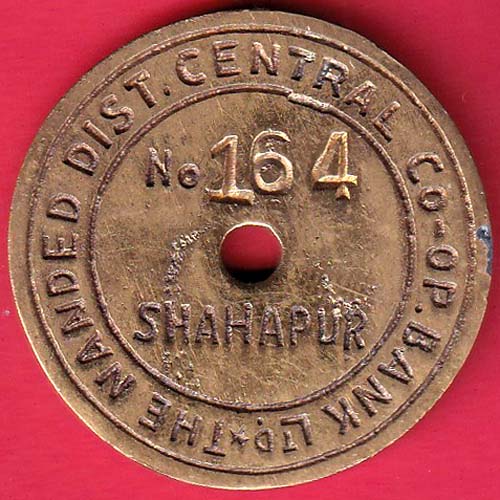 THE NANDED DIST. CENTRAL CO-OP. BANK LTD.
No 164
SHAHAPUR